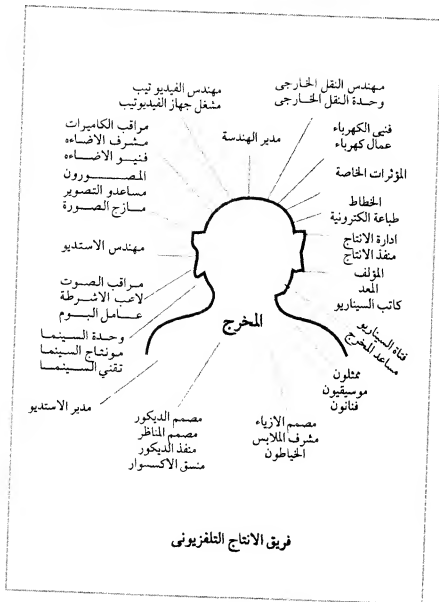 مهندس النقل الخارجى
وحدة النقل الخارجى
مهندس الفيديو تيب
مشغل جهاز الفيديوتيب
مدير الهندسة
فنيى الكهرباء
عمال كهرباء
المؤثرات الخاصة
الخطاط
طباعة الكترونية
ادارة الانتاج
منفذ الانتاج
المؤلف
المعد
كاتب السيناريو
فتاة السيناريو
مساعد المخرج
ممثلون
موسيقيون
فنانون
مراقب الكاميرات
مشرف الاضاءه
فنيو الاضاءه
المصورون
مساعدو التصوير
مازج الصورة
مهندس الاستديو
مراقب الصوت
لاعب الاشرطة
عامل البوم
وحدة السينما
مونتاج السينما
تقني السينما
مدير الاستديو
المخرج
مصمم الازياء
مشرف الملابس
الخياطون
مصمم الديكور
مصمم المناظر
منفذ الديكور
منسق الاكسسوار
فريق الانتاج التلفزيونى